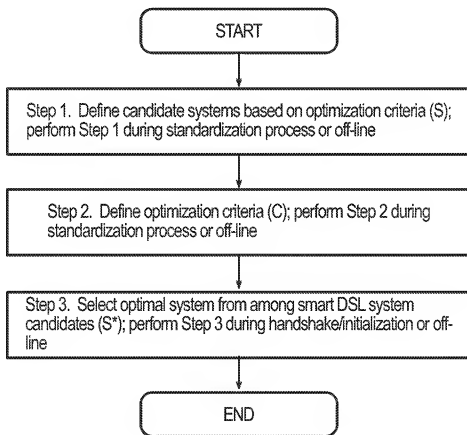 START
Step 1. Define candidate systems based on optimization criteria (S);
perform Step 1 during standardization process or off-line
Step 2. Define optimization criteria (C); perform Step 2 during
standardization process or off-line
Step 3. Select optimal system from among smart DSL system
candidates (S*); perform Step 3 during handshake/initialization or off-
line
END